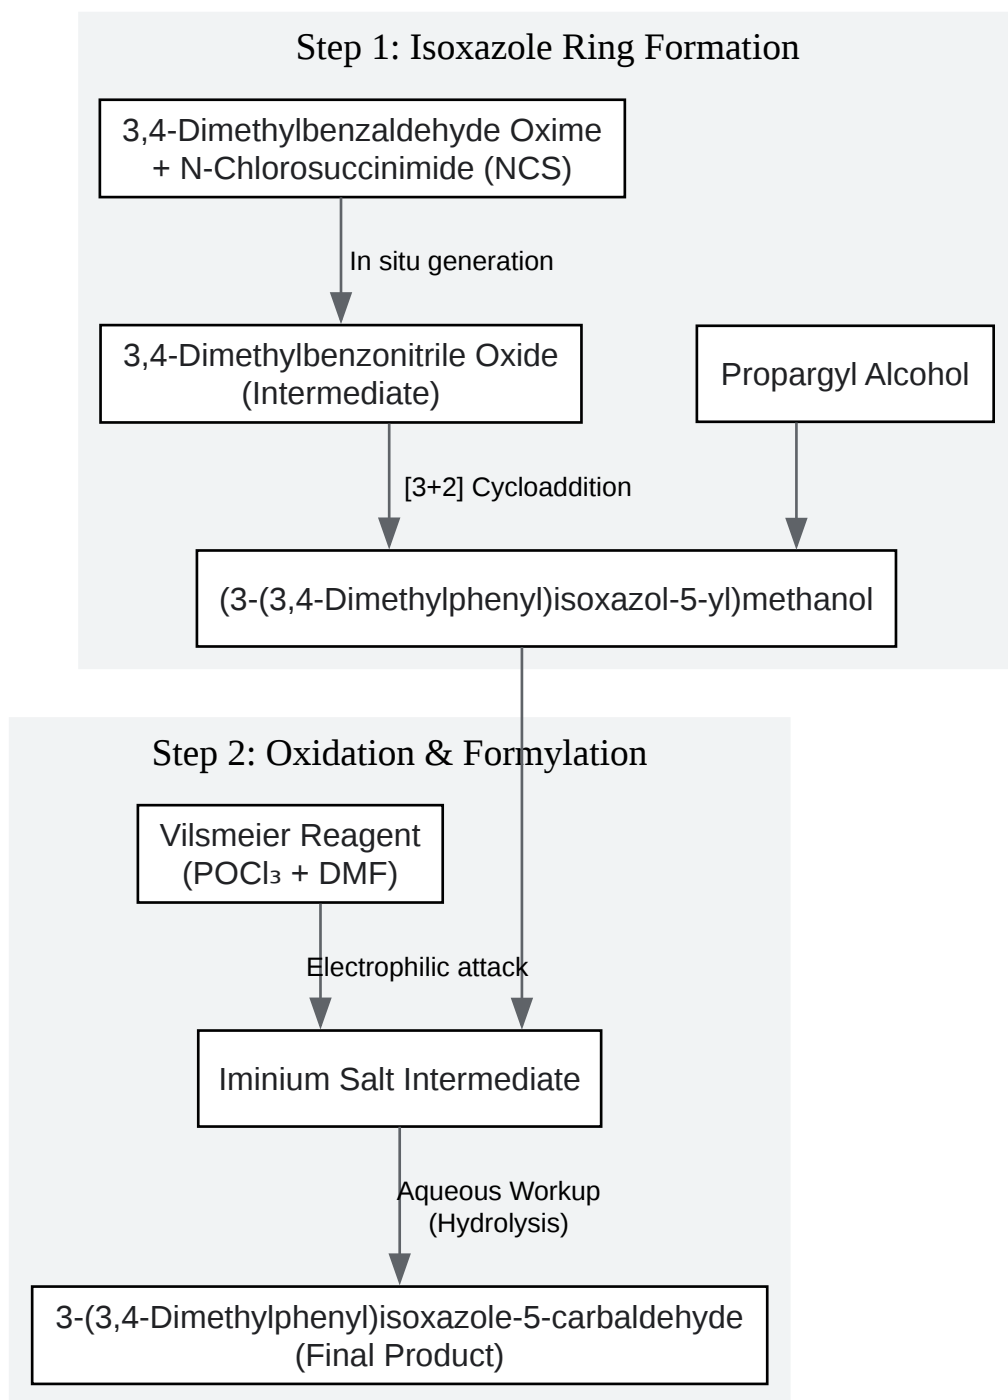 Step 1: Isoxazole Ring Formation
3,4-Dimethylbenzaldehyde Oxime
+ N-Chlorosuccinimide (NCS)
In situ generation
3,4-Dimethylbenzonitrile Oxide
(Intermediate)
Propargyl Alcohol
[3+2] Cycloaddition
(3-(3,4-Dimethylphenyl)isoxazol-5-yl)methanol
Step 2: Oxidation & Formylation
Vilsmeier Reagent
(POCl₃ + DMF)
Electrophilic attack
Iminium Salt Intermediate
Aqueous Workup
(Hydrolysis)
3-(3,4-Dimethylphenyl)isoxazole-5-carbaldehyde
(Final Product)